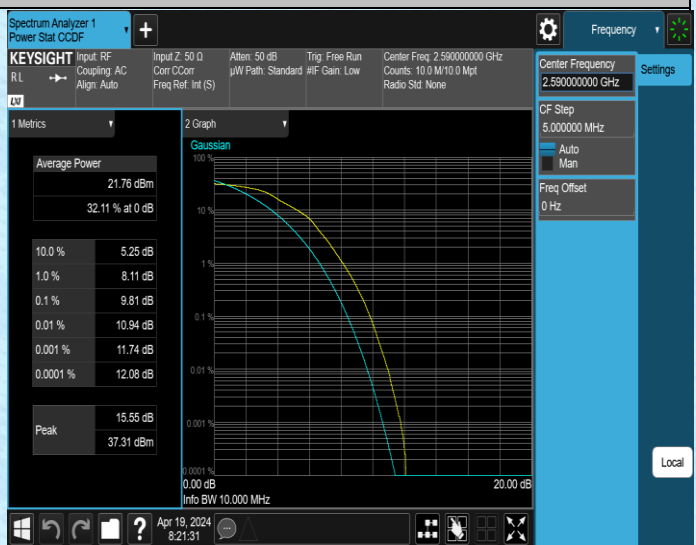 Spectrum Analyzer 1
Power Stat CCDF
+
Frequency
KEYSIGHT
RL
LXI
Input: RF
Coupling: AC
Align: Auto
Input Z: 50 Ω
Corr CCorr
Freq Ref: Int (S)
Atten: 50 dB
µW Path: Standard
Trig: Free Run
#IF Gain: Low
Center Freq: 2.590000000 GHz
Counts: 10.0 M/10.0 Mpt
Radio Std: None
Center Frequency
2.590000000 GHz
Settings
CF Step
5.000000 MHz
Auto
Man
Freq Offset
0 Hz
1 Metrics
Average Power
21.76 dBm
32.11 % at 0 dB
10.0 % 5.25 dB
1.0 % 8.11 dB
0.1 % 9.81 dB
0.01 % 10.94 dB
0.001 % 11.74 dB
0.0001 % 12.08 dB
Peak
15.55 dB
37.31 dBm
2 Graph
Gaussian
100 %
10 %
1 %
0.1 %
0.01 %
0.001 %
0.0001 %
0.00 dB 20.00 dB
Info BW 10.000 MHz
Local
?
Apr 19, 2024
8:21:31